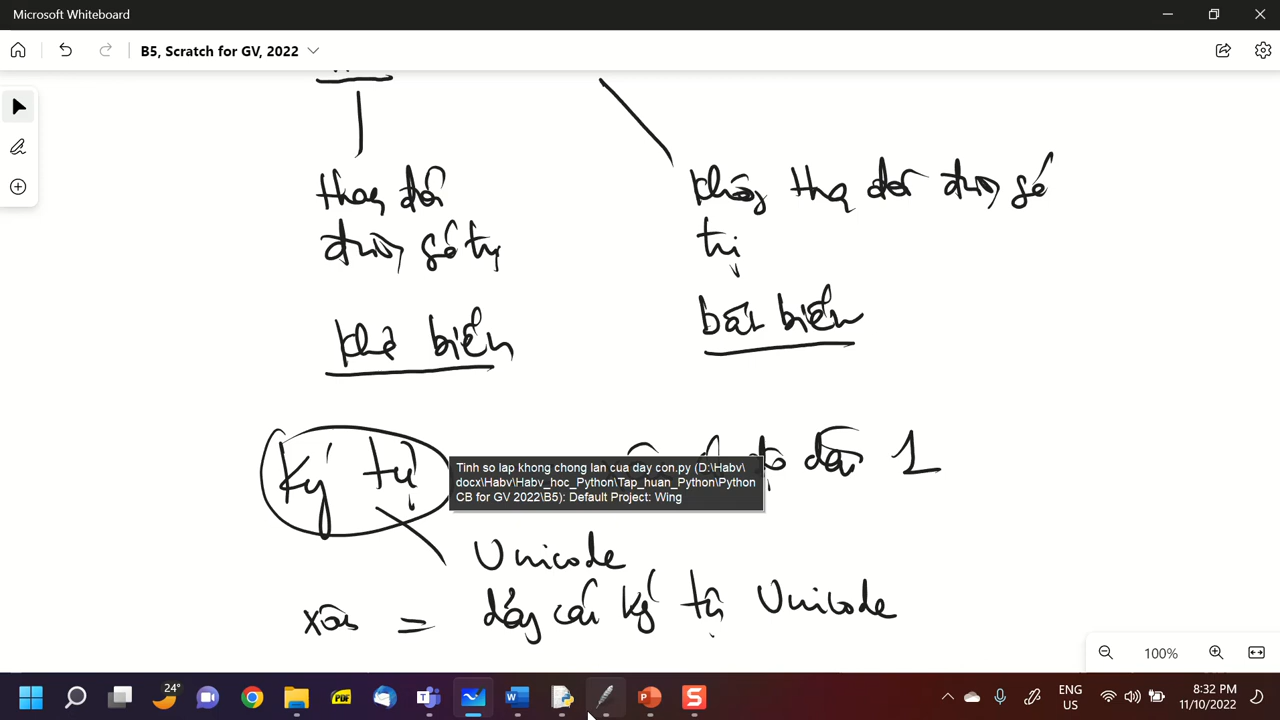 Microsoft Whiteboard
B5, Scratch for GV, 2022
thay đổi
được giá trị
khả biến
không thay đổi được giá
trị
bất biến
Ký tự
độ dài 1
Tinh so lap khong chong lan cua day con.py (D:\Habv\
docx\Habv\Habv_hoc_Python\Tap_huan_Python\Python
CB for GV 2022\B5): Default Project: Wing
Unicode
xâu = dãy các ký tự Unicode
100%
24°
PDF
ENG
US
8:32 PM
11/10/2022